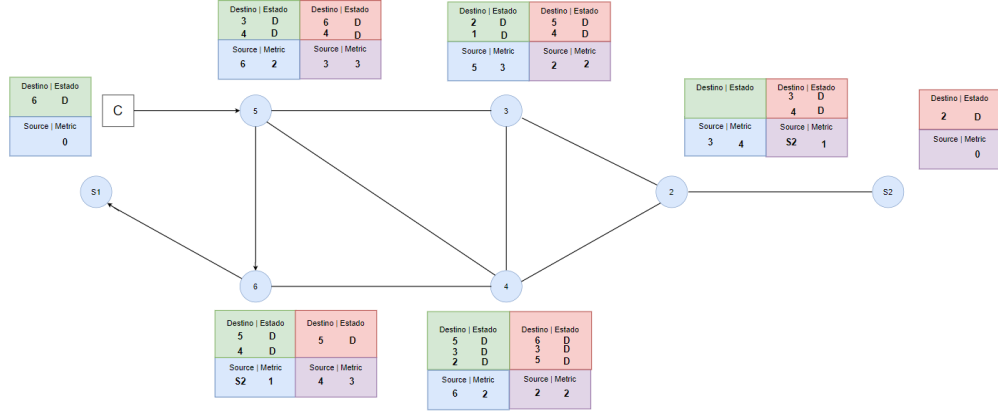 Destino | Estado Destino | Estado
3 D 6 D
4 D 4 D
Source | Metric Source | Metric
6 2 3 3
Destino | Estado Destino | Estado
2 D 5 D
1 D 4 D
Source | Metric Source | Metric
5 3 2 2
Destino | Estado
6 D
Source | Metric
0
C
5
3
Destino | Estado Destino | Estado
3 D
4 D
Source | Metric Source | Metric
3 4 S2 1
Destino | Estado
2 D
Source | Metric
0
S1
2
S2
6
4
Destino | Estado Destino | Estado
5 D 5 D
4 D
Source | Metric Source | Metric
S2 1 4 3
Destino | Estado Destino | Estado
5 D 6 D
3 D 3 D
2 D 5 D
Source | Metric Source | Metric
6 2 2 2